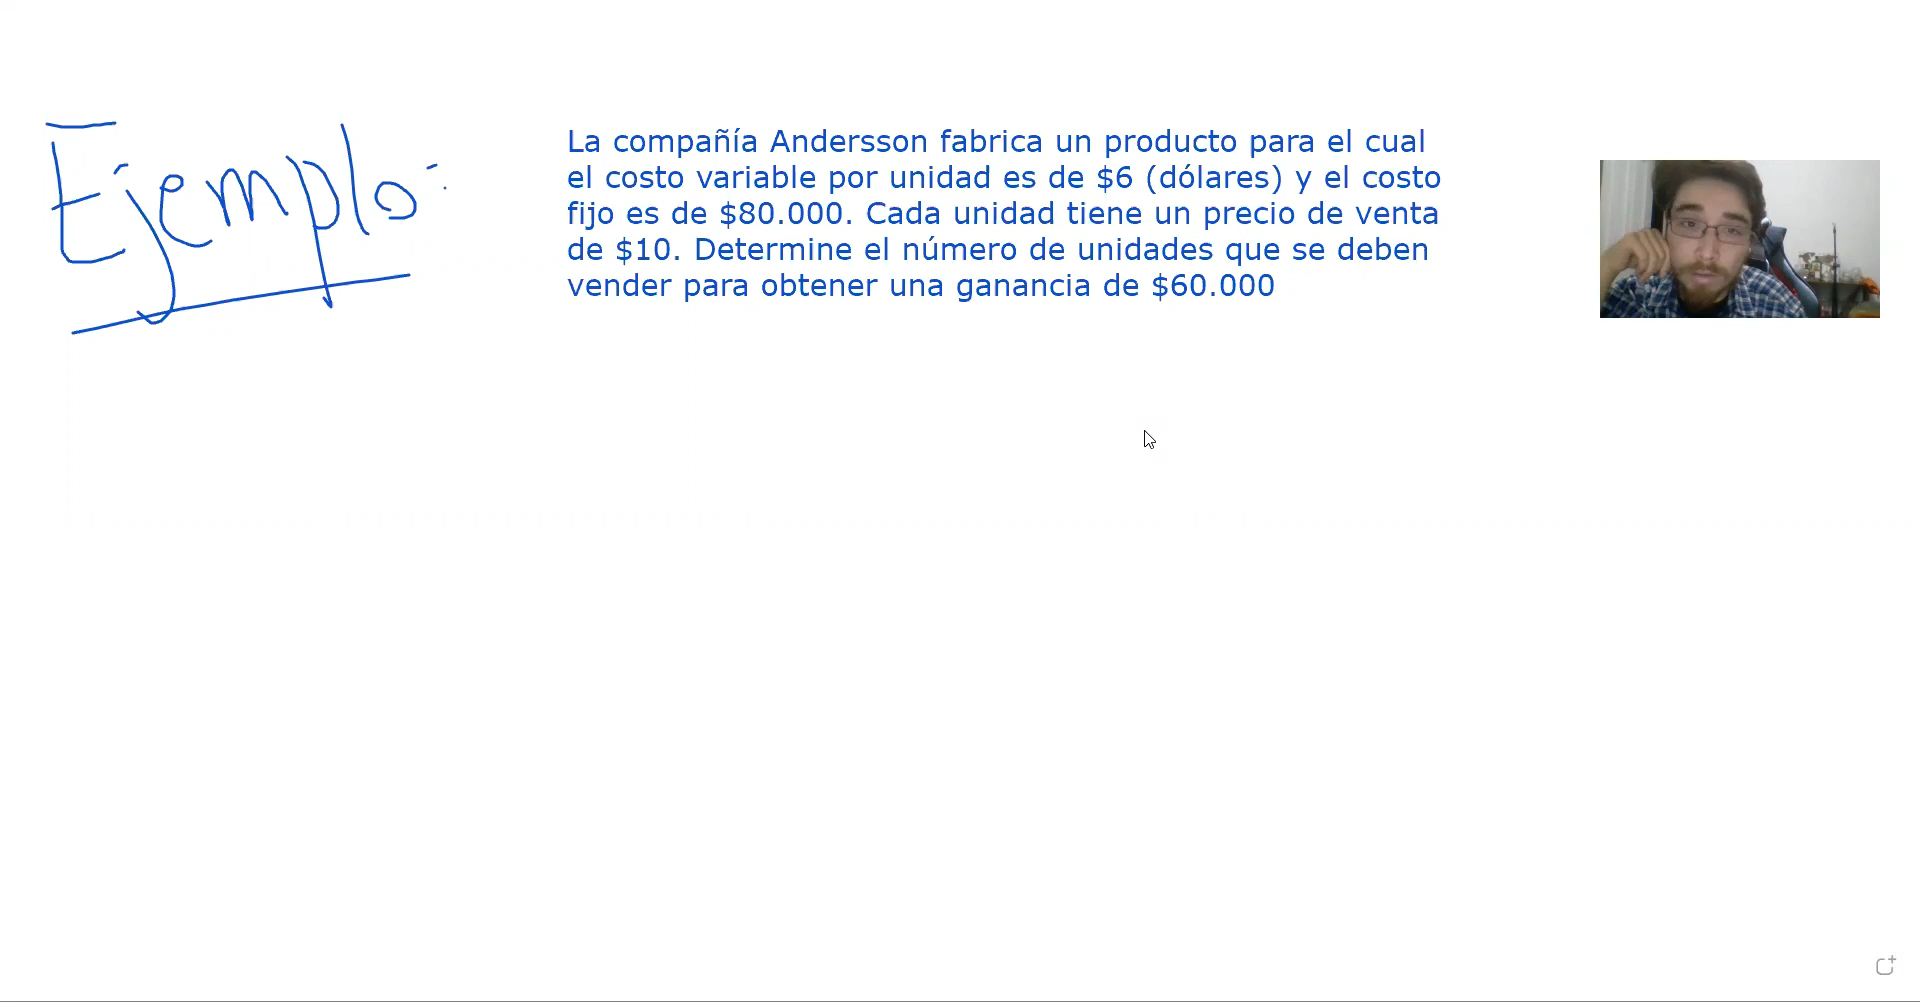 Ejemplo:
La compañía Andersson fabrica un producto para el cual
el costo variable por unidad es de $6 (dólares) y el costo
fijo es de $80.000. Cada unidad tiene un precio de venta
de $10. Determine el número de unidades que se deben
vender para obtener una ganancia de $60.000